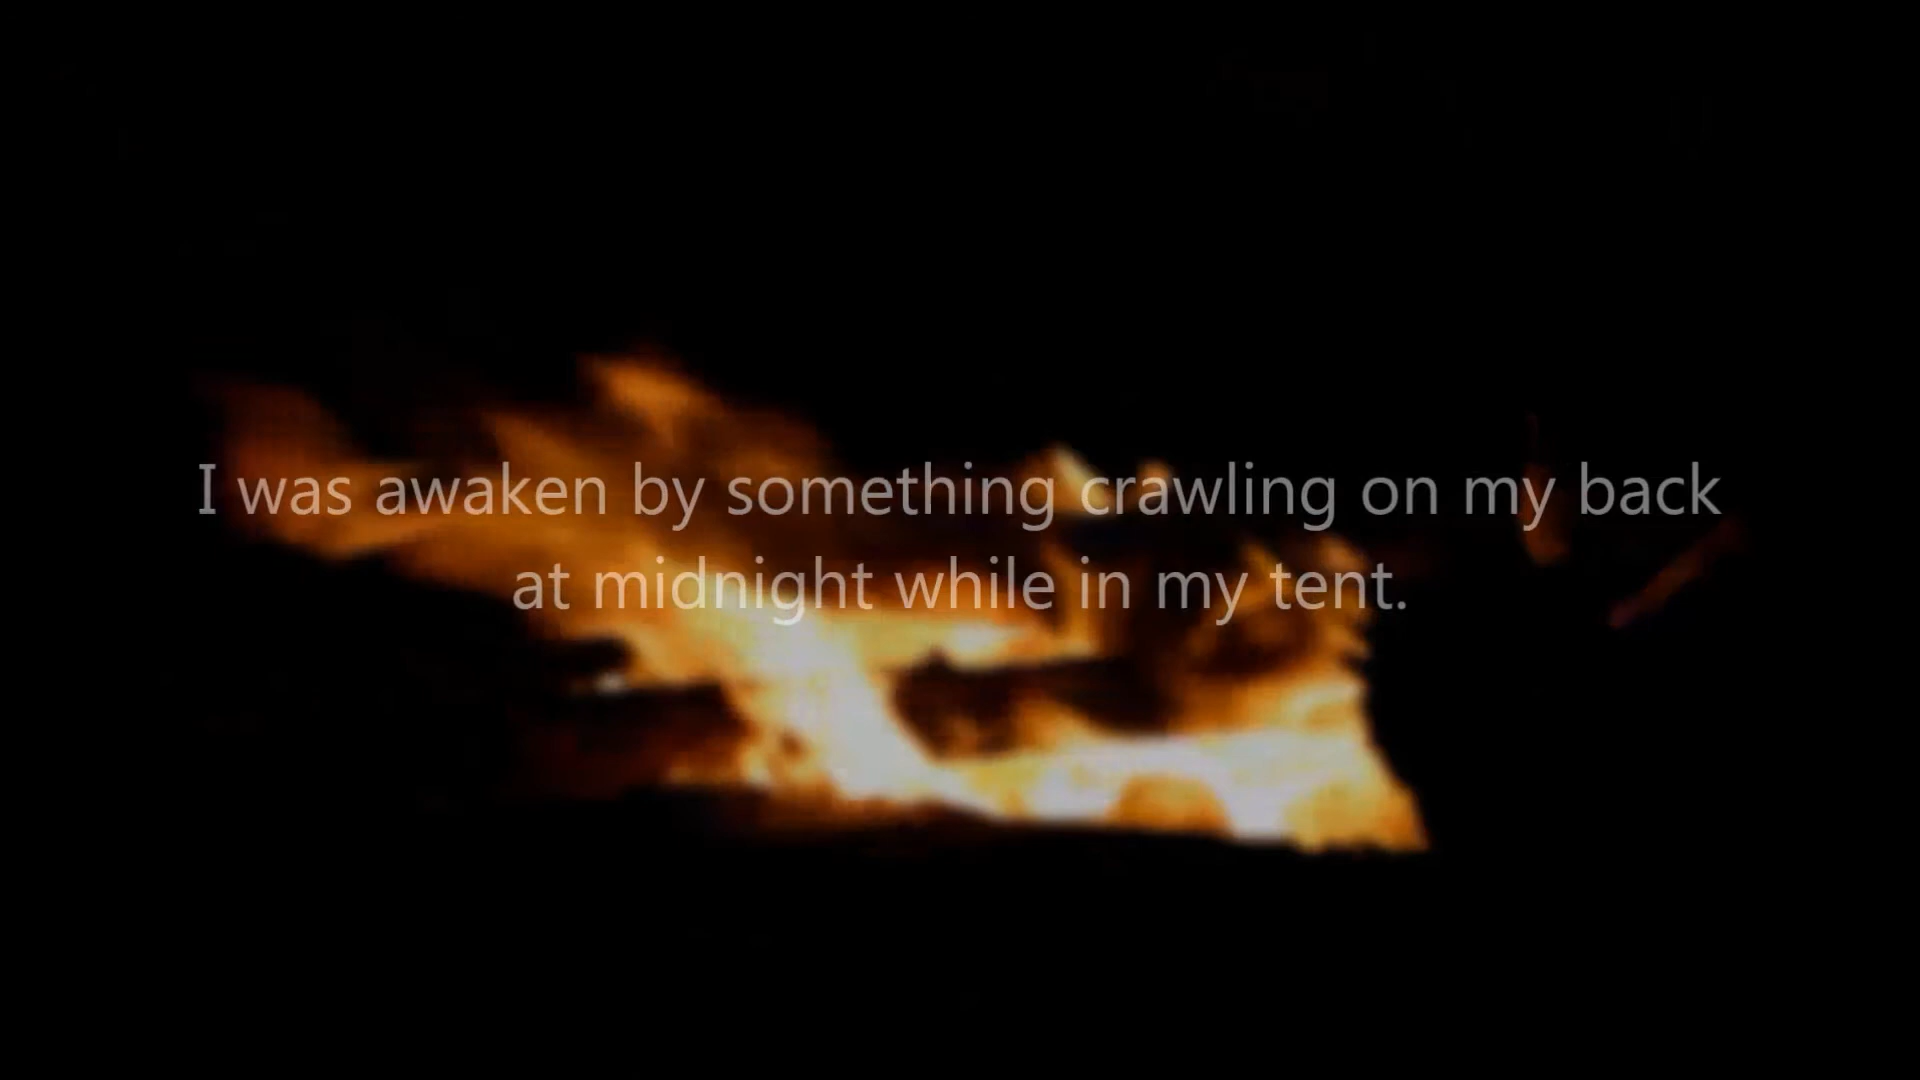 I was awaken by something crawling on my back
at midnight while in my tent.